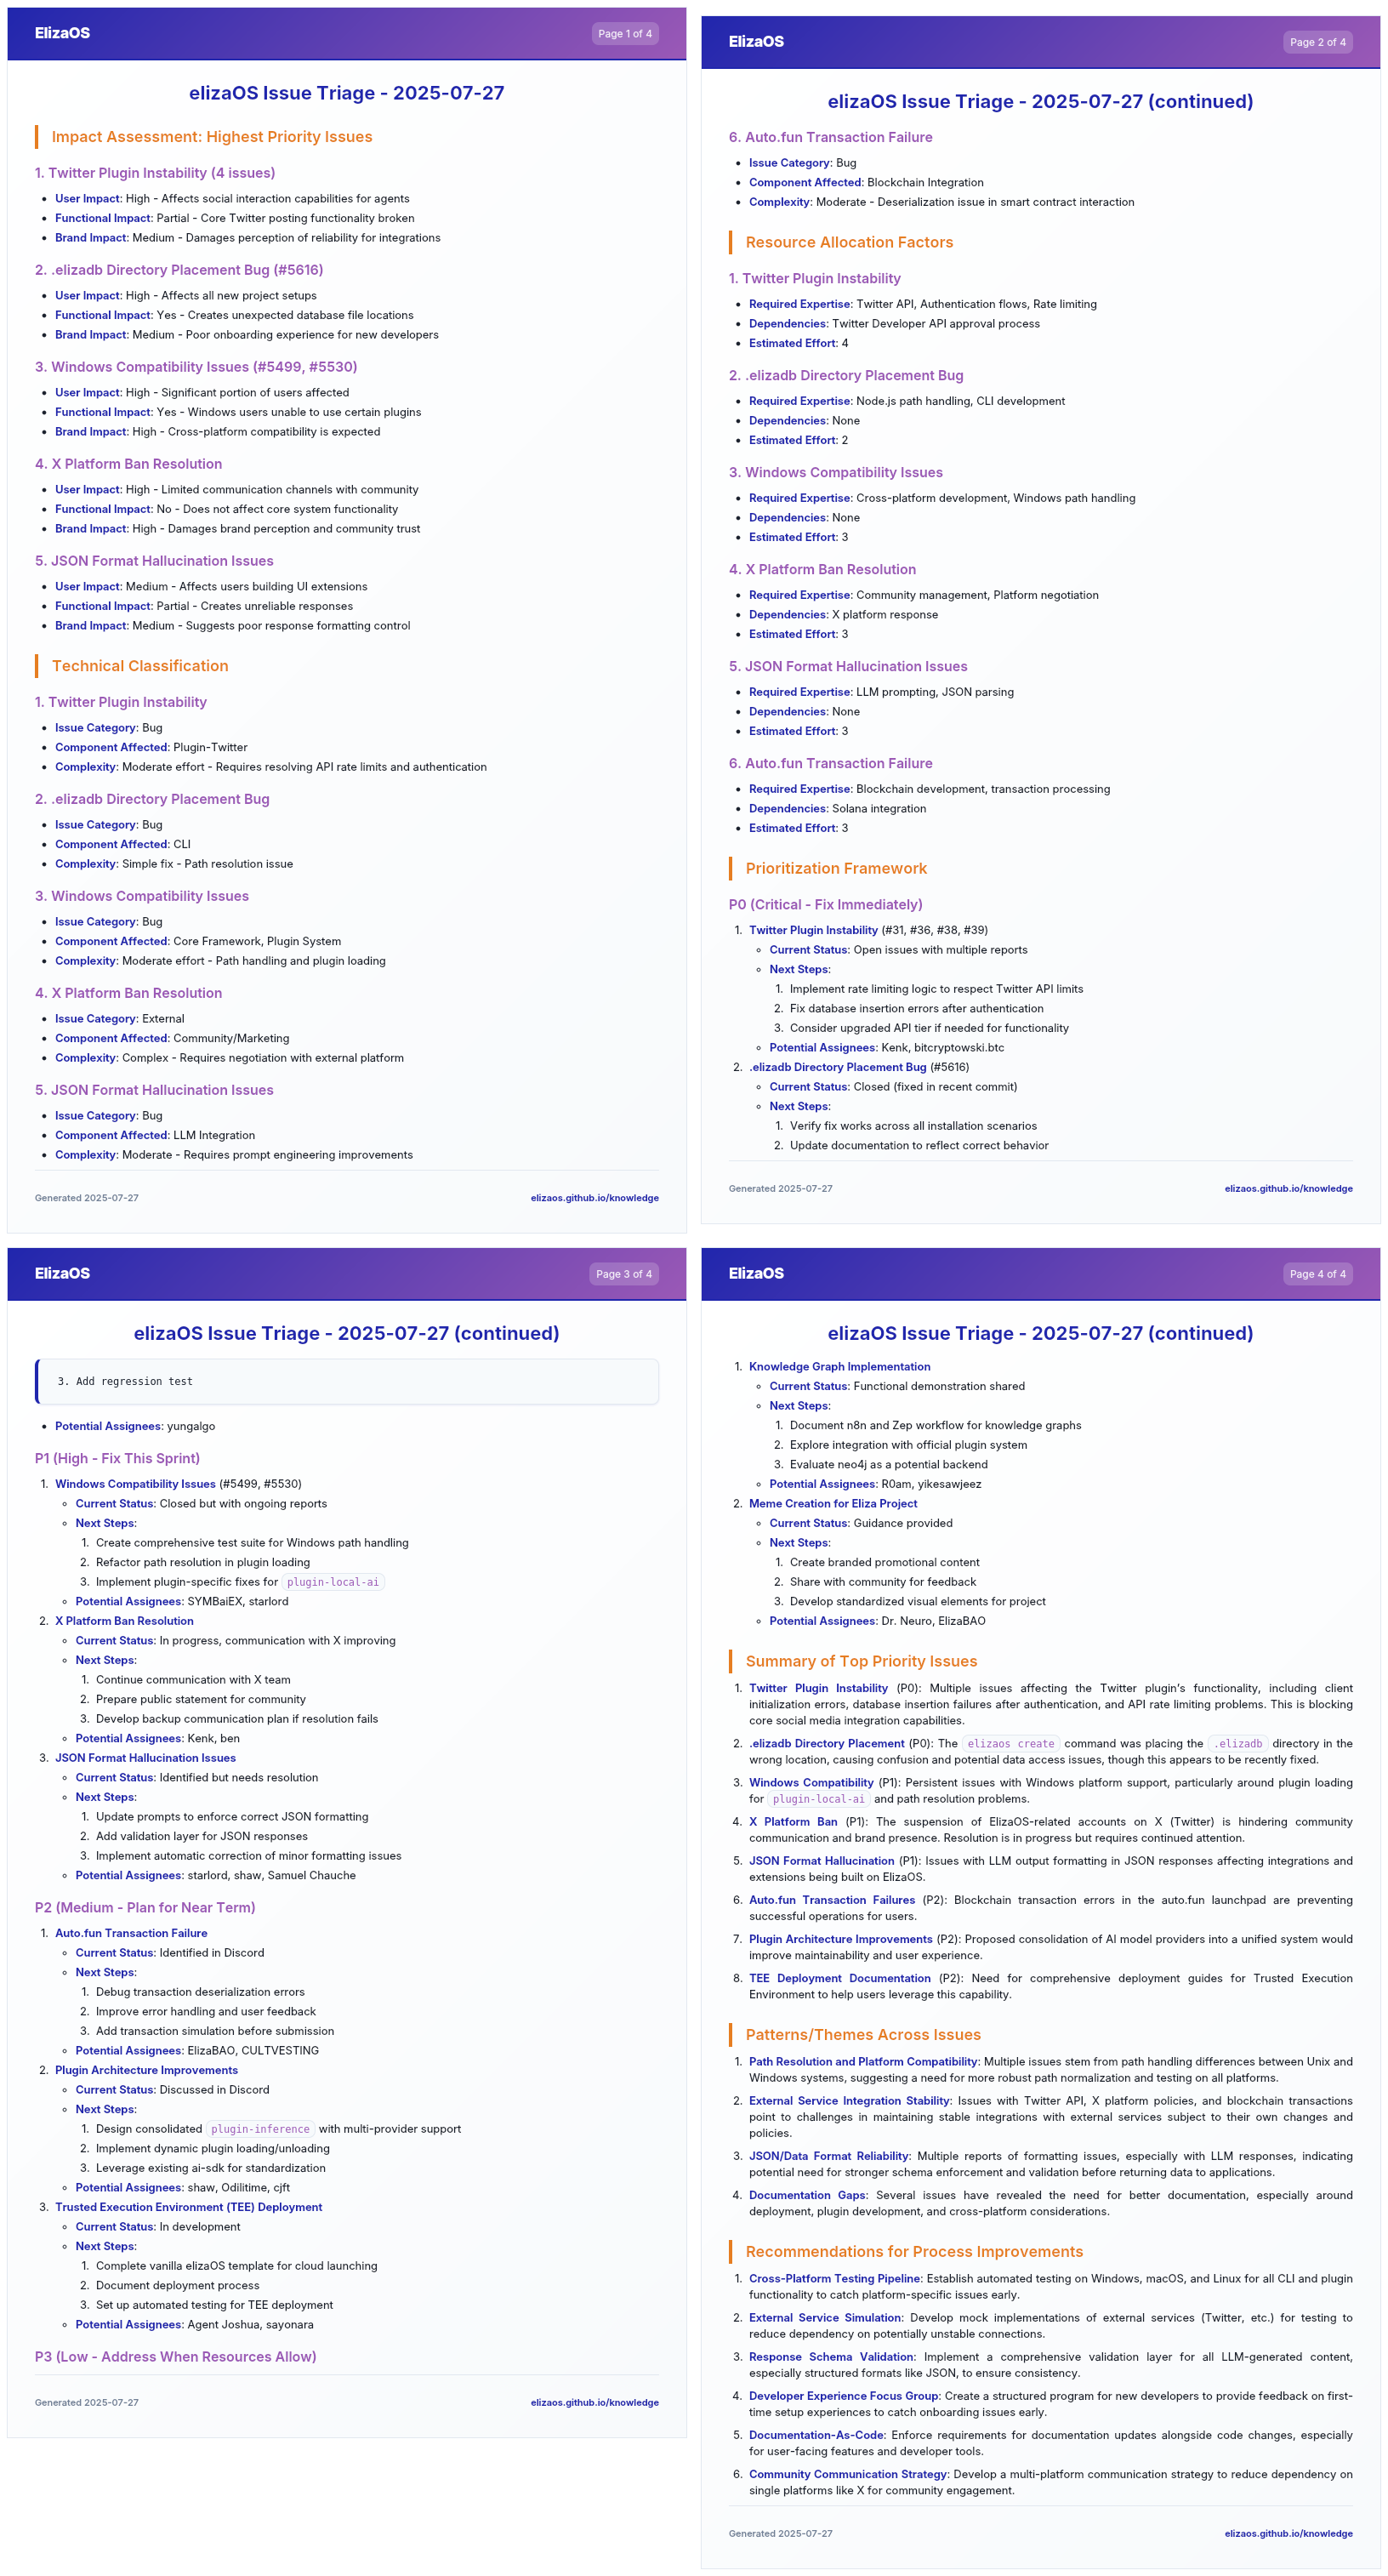 ElizaOS
Page 1 of 4
elizaOS Issue Triage - 2025-07-27
Impact Assessment: Highest Priority Issues
1. Twitter Plugin Instability (4 issues)
• User Impact: High - Affects social interaction capabilities for agents
• Functional Impact: Partial - Core Twitter posting functionality broken
• Brand Impact: Medium - Damages perception of reliability for integrations
2. .elizadb Directory Placement Bug (#5616)
• User Impact: High - Affects all new project setups
• Functional Impact: Yes - Creates unexpected database file locations
• Brand Impact: Medium - Poor onboarding experience for new developers
3. Windows Compatibility Issues (#5499, #5530)
• User Impact: High - Significant portion of users affected
• Functional Impact: Yes - Windows users unable to use certain plugins
• Brand Impact: High - Cross-platform compatibility is expected
4. X Platform Ban Resolution
• User Impact: High - Limited communication channels with community
• Functional Impact: No - Does not affect core system functionality
• Brand Impact: High - Damages brand perception and community trust
5. JSON Format Hallucination Issues
• User Impact: Medium - Affects users building UI extensions
• Functional Impact: Partial - Creates unreliable responses
• Brand Impact: Medium - Suggests poor response formatting control
Technical Classification
1. Twitter Plugin Instability
• Issue Category: Bug
• Component Affected: Plugin-Twitter
• Complexity: Moderate effort - Requires resolving API rate limits and authentication
2. .elizadb Directory Placement Bug
• Issue Category: Bug
• Component Affected: CLI
• Complexity: Simple fix - Path resolution issue
3. Windows Compatibility Issues
• Issue Category: Bug
• Component Affected: Core Framework, Plugin System
• Complexity: Moderate effort - Path handling and plugin loading
4. X Platform Ban Resolution
• Issue Category: External
• Component Affected: Community/Marketing
• Complexity: Complex - Requires negotiation with external platform
5. JSON Format Hallucination Issues
• Issue Category: Bug
• Component Affected: LLM Integration
• Complexity: Moderate - Requires prompt engineering improvements
Generated 2025-07-27
elizaos.github.io/knowledge
ElizaOS
Page 2 of 4
elizaOS Issue Triage - 2025-07-27 (continued)
6. Auto.fun Transaction Failure
• Issue Category: Bug
• Component Affected: Blockchain Integration
• Complexity: Moderate - Deserialization issue in smart contract interaction
Resource Allocation Factors
1. Twitter Plugin Instability
• Required Expertise: Twitter API, Authentication flows, Rate limiting
• Dependencies: Twitter Developer API approval process
• Estimated Effort: 4
2. .elizadb Directory Placement Bug
• Required Expertise: Node.js path handling, CLI development
• Dependencies: None
• Estimated Effort: 2
3. Windows Compatibility Issues
• Required Expertise: Cross-platform development, Windows path handling
• Dependencies: None
• Estimated Effort: 3
4. X Platform Ban Resolution
• Required Expertise: Community management, Platform negotiation
• Dependencies: X platform response
• Estimated Effort: 3
5. JSON Format Hallucination Issues
• Required Expertise: LLM prompting, JSON parsing
• Dependencies: None
• Estimated Effort: 3
6. Auto.fun Transaction Failure
• Required Expertise: Blockchain development, transaction processing
• Dependencies: Solana integration
• Estimated Effort: 3
Prioritization Framework
P0 (Critical - Fix Immediately)
1. Twitter Plugin Instability (#31, #36, #38, #39)
◦ Current Status: Open issues with multiple reports
◦ Next Steps:
1. Implement rate limiting logic to respect Twitter API limits
2. Fix database insertion errors after authentication
3. Consider upgraded API tier if needed for functionality
◦ Potential Assignees: Kenk, bitcryptowski.btc
2. .elizadb Directory Placement Bug (#5616)
◦ Current Status: Closed (fixed in recent commit)
◦ Next Steps:
1. Verify fix works across all installation scenarios
2. Update documentation to reflect correct behavior
Generated 2025-07-27
elizaos.github.io/knowledge
ElizaOS
Page 3 of 4
elizaOS Issue Triage - 2025-07-27 (continued)
3. Add regression test
• Potential Assignees: yungalgo
P1 (High - Fix This Sprint)
1. Windows Compatibility Issues (#5499, #5530)
◦ Current Status: Closed but with ongoing reports
◦ Next Steps:
1. Create comprehensive test suite for Windows path handling
2. Refactor path resolution in plugin loading
3. Implement plugin-specific fixes for plugin-local-ai
◦ Potential Assignees: SYMBaiEX, starlord
2. X Platform Ban Resolution
◦ Current Status: In progress, communication with X improving
◦ Next Steps:
1. Continue communication with X team
2. Prepare public statement for community
3. Develop backup communication plan if resolution fails
◦ Potential Assignees: Kenk, ben
3. JSON Format Hallucination Issues
◦ Current Status: Identified but needs resolution
◦ Next Steps:
1. Update prompts to enforce correct JSON formatting
2. Add validation layer for JSON responses
3. Implement automatic correction of minor formatting issues
◦ Potential Assignees: starlord, shaw, Samuel Chauche
P2 (Medium - Plan for Near Term)
1. Auto.fun Transaction Failure
◦ Current Status: Identified in Discord
◦ Next Steps:
1. Debug transaction deserialization errors
2. Improve error handling and user feedback
3. Add transaction simulation before submission
◦ Potential Assignees: ElizaBAO, CULTVESTING
2. Plugin Architecture Improvements
◦ Current Status: Discussed in Discord
◦ Next Steps:
1. Design consolidated plugin-inference with multi-provider support
2. Implement dynamic plugin loading/unloading
3. Leverage existing ai-sdk for standardization
◦ Potential Assignees: shaw, Odilitime, cjft
3. Trusted Execution Environment (TEE) Deployment
◦ Current Status: In development
◦ Next Steps:
1. Complete vanilla elizaOS template for cloud launching
2. Document deployment process
3. Set up automated testing for TEE deployment
◦ Potential Assignees: Agent Joshua, sayonara
P3 (Low - Address When Resources Allow)
Generated 2025-07-27
elizaos.github.io/knowledge
ElizaOS
Page 4 of 4
elizaOS Issue Triage - 2025-07-27 (continued)
1. Knowledge Graph Implementation
◦ Current Status: Functional demonstration shared
◦ Next Steps:
1. Document n8n and Zep workflow for knowledge graphs
2. Explore integration with official plugin system
3. Evaluate neo4j as a potential backend
◦ Potential Assignees: R0am, yikesawjeez
2. Meme Creation for Eliza Project
◦ Current Status: Guidance provided
◦ Next Steps:
1. Create branded promotional content
2. Share with community for feedback
3. Develop standardized visual elements for project
◦ Potential Assignees: Dr. Neuro, ElizaBAO
Summary of Top Priority Issues
1. Twitter Plugin Instability (P0): Multiple issues affecting the Twitter plugin's functionality, including client
initialization errors, database insertion failures after authentication, and API rate limiting problems. This is blocking
core social media integration capabilities.
2. .elizadb Directory Placement (P0): The elizaos create command was placing the .elizadb directory in the
wrong location, causing confusion and potential data access issues, though this appears to be recently fixed.
3. Windows Compatibility (P1): Persistent issues with Windows platform support, particularly around plugin loading
for plugin-local-ai and path resolution problems.
4. X Platform Ban (P1): The suspension of ElizaOS-related accounts on X (Twitter) is hindering community
communication and brand presence. Resolution is in progress but requires continued attention.
5. JSON Format Hallucination (P1): Issues with LLM output formatting in JSON responses affecting integrations and
extensions being built on ElizaOS.
6. Auto.fun Transaction Failures (P2): Blockchain transaction errors in the auto.fun launchpad are preventing
successful operations for users.
7. Plugin Architecture Improvements (P2): Proposed consolidation of AI model providers into a unified system would
improve maintainability and user experience.
8. TEE Deployment Documentation (P2): Need for comprehensive deployment guides for Trusted Execution
Environment to help users leverage this capability.
Patterns/Themes Across Issues
1. Path Resolution and Platform Compatibility: Multiple issues stem from path handling differences between Unix and
Windows systems, suggesting a need for more robust path normalization and testing on all platforms.
2. External Service Integration Stability: Issues with Twitter API, X platform policies, and blockchain transactions
point to challenges in maintaining stable integrations with external services subject to their own changes and
policies.
3. JSON/Data Format Reliability: Multiple reports of formatting issues, especially with LLM responses, indicating
potential need for stronger schema enforcement and validation before returning data to applications.
4. Documentation Gaps: Several issues have revealed the need for better documentation, especially around
deployment, plugin development, and cross-platform considerations.
Recommendations for Process Improvements
1. Cross-Platform Testing Pipeline: Establish automated testing on Windows, macOS, and Linux for all CLI and plugin
functionality to catch platform-specific issues early.
2. External Service Simulation: Develop mock implementations of external services (Twitter, etc.) for testing to
reduce dependency on potentially unstable connections.
3. Response Schema Validation: Implement a comprehensive validation layer for all LLM-generated content,
especially structured formats like JSON, to ensure consistency.
4. Developer Experience Focus Group: Create a structured program for new developers to provide feedback on first-
time setup experiences to catch onboarding issues early.
5. Documentation-As-Code: Enforce requirements for documentation updates alongside code changes, especially
for user-facing features and developer tools.
6. Community Communication Strategy: Develop a multi-platform communication strategy to reduce dependency on
single platforms like X for community engagement.
Generated 2025-07-27
elizaos.github.io/knowledge